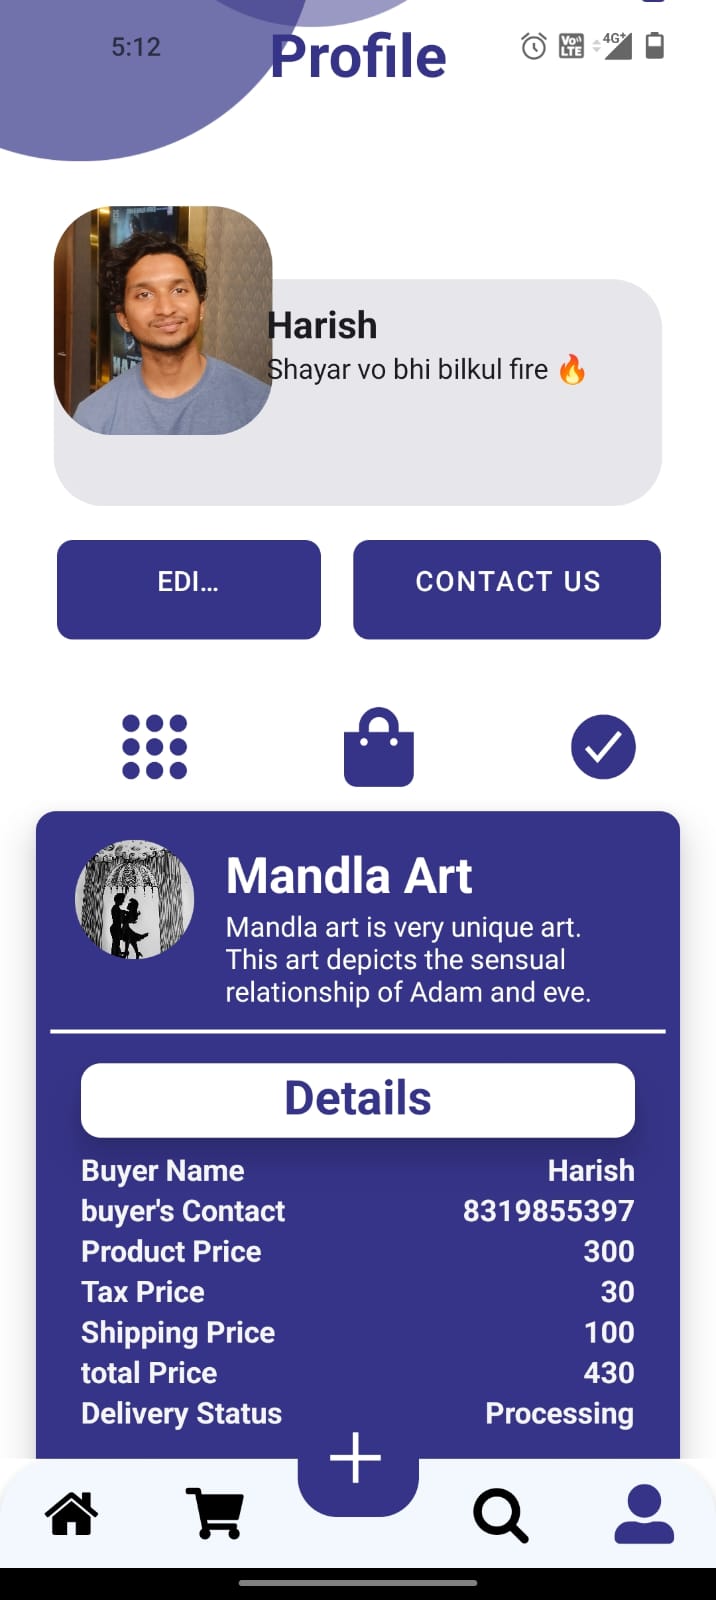 5:12
Profile
Vo)) LTE
4G+
Harish
Shayar vo bhi bilkul fire 🔥
EDI...
CONTACT US
Mandla Art
Mandla art is very unique art.
This art depicts the sensual
relationship of Adam and eve.
Details
Buyer Name Harish
buyer's Contact 8319855397
Product Price 300
Tax Price 30
Shipping Price 100
total Price 430
Delivery Status Processing